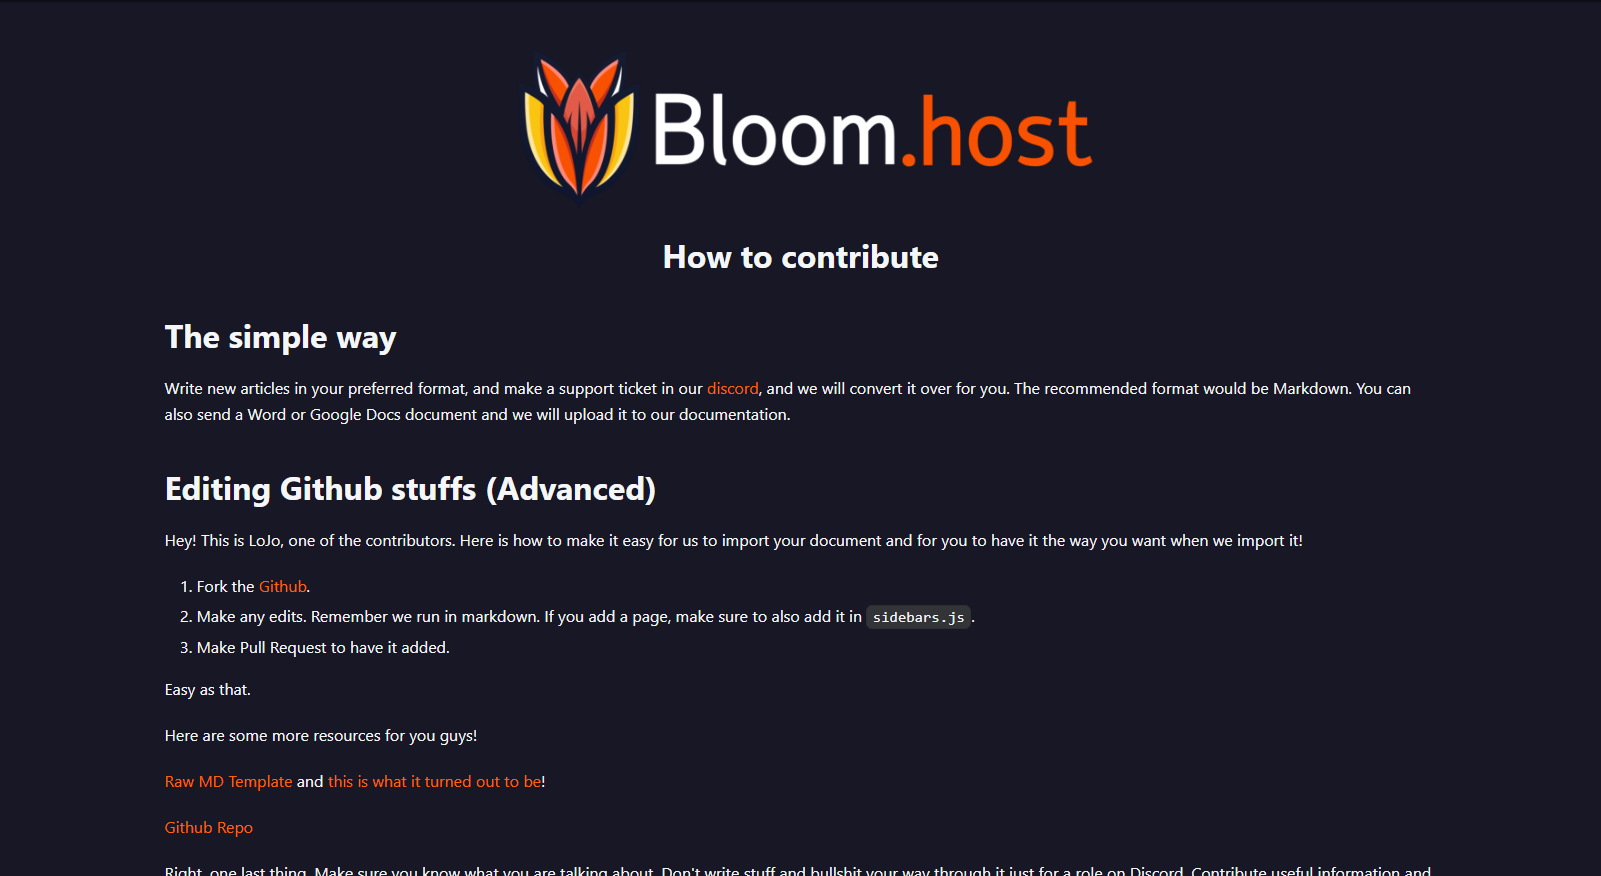 Bloom.host
How to contribute
The simple way
Write new articles in your preferred format, and make a support ticket in our discord, and we will convert it over for you. The recommended format would be Markdown. You can
also send a Word or Google Docs document and we will upload it to our documentation.
Editing Github stuffs (Advanced)
Hey! This is LoJo, one of the contributors. Here is how to make it easy for us to import your document and for you to have it the way you want when we import it!
1. Fork the Github.
2. Make any edits. Remember we run in markdown. If you add a page, make sure to also add it in sidebars.js.
3. Make Pull Request to have it added.
Easy as that.
Here are some more resources for you guys!
Raw MD Template and this is what it turned out to be!
Github Repo
Right, one last thing. Make sure you know what you are talking about. Don't write stuff and bullshit your way through it just for a role on Discord. Contribute useful information and